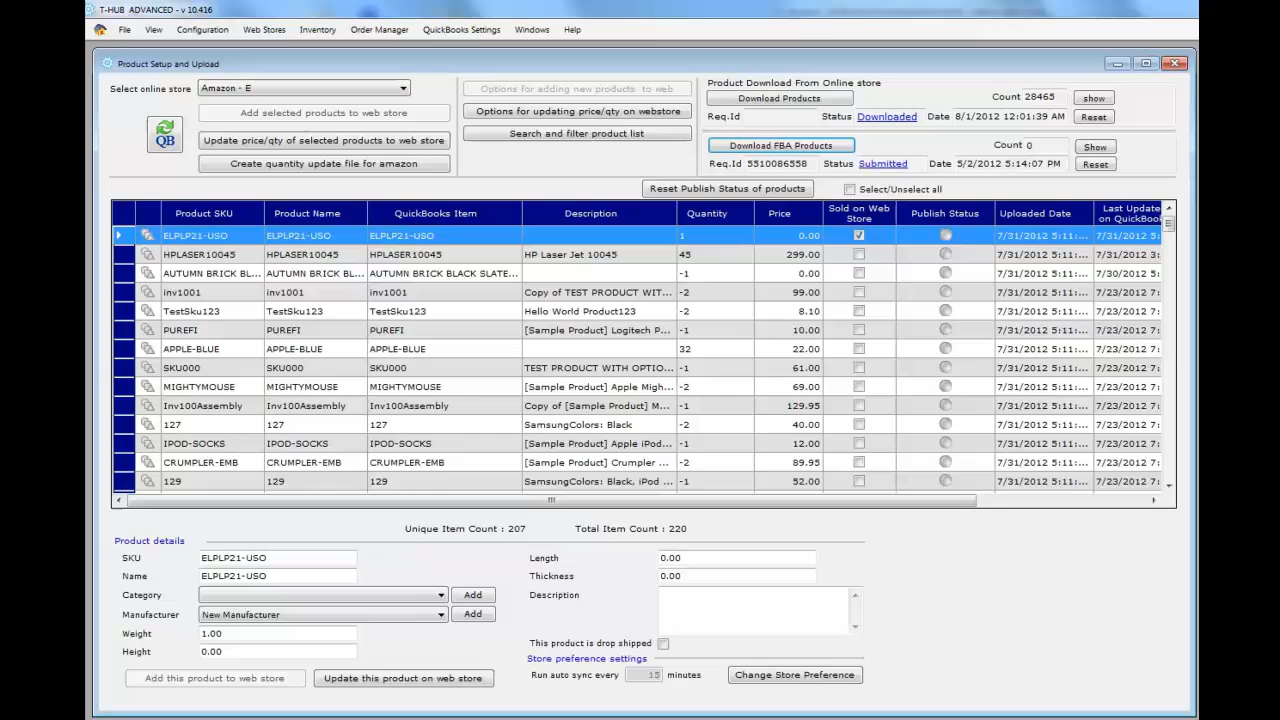 T-HUB ADVANCED - v 10.416
File View Configuration Web Stores Inventory Order Manager QuickBooks Settings Windows Help
Product Setup and Upload
Select online store Amazon - E
Add selected products to web store
QB
Update price/qty of selected products to web store
Create quantity update file for amazon
Options for adding new products to web
Options for updating price/qty on webstore
Search and filter product list
Product Download From Online store
Download Products Count 28465 show
Req.Id Status Downloaded Date 8/1/2012 12:01:39 AM Reset
Download FBA Products Count 0 Show
Req.Id 5510086558 Status Submitted Date 5/2/2012 5:14:07 PM Reset
Reset Publish Status of products Select/Unselect all
Product SKU Product Name QuickBooks Item Description Quantity Price Sold on Web Store Publish Status Uploaded Date Last Update on QuickBo
ELPLP21-USO ELPLP21-USO ELPLP21-USO 1 0.00 7/31/2012 5:11:... 7/31/2012 5:
HPLASER10045 HPLASER10045 HPLASER10045 HP Laser Jet 10045 45 299.00 7/31/2012 5:11:... 7/31/2012 3:
AUTUMN BRICK BL... AUTUMN BRICK BL... AUTUMN BRICK BLACK SLATE... -1 0.00 7/31/2012 5:11:... 7/30/2012 5:
inv1001 inv1001 inv1001 Copy of TEST PRODUCT WIT... -2 99.00 7/31/2012 5:11:... 7/23/2012 7:
TestSku123 TestSku123 TestSku123 Hello World Product123 -2 8.10 7/31/2012 5:11:... 7/23/2012 7:
PUREFI PUREFI PUREFI [Sample Product] Logitech P... -1 10.00 7/31/2012 5:11:... 7/23/2012 7:
APPLE-BLUE APPLE-BLUE APPLE-BLUE 32 22.00 7/31/2012 5:11:... 7/23/2012 7:
SKU000 SKU000 SKU000 TEST PRODUCT WITH OPTIO... -1 61.00 7/31/2012 5:11:... 7/23/2012 7:
MIGHTYMOUSE MIGHTYMOUSE MIGHTYMOUSE [Sample Product] Apple Migh... -2 69.00 7/31/2012 5:11:... 7/23/2012 7:
Inv100Assembly Inv100Assembly Inv100Assembly Copy of [Sample Product] M... -1 129.95 7/31/2012 5:11:... 7/23/2012 7:
127 127 127 SamsungColors: Black -2 40.00 7/31/2012 5:11:... 7/23/2012 7:
IPOD-SOCKS IPOD-SOCKS IPOD-SOCKS [Sample Product] Apple iPod... -1 12.00 7/31/2012 5:11:... 7/23/2012 7:
CRUMPLER-EMB CRUMPLER-EMB CRUMPLER-EMB [Sample Product] Crumpler ... -2 89.95 7/31/2012 5:11:... 7/23/2012 7:
129 129 129 SamsungColors: Black, iPod ... -1 52.00 7/31/2012 5:11:... 7/23/2012 7:
Unique Item Count : 207 Total Item Count : 220
Product details
SKU ELPLP21-USO
Name ELPLP21-USO
Category Add
Manufacturer New Manufacturer Add
Weight 1.00
Height 0.00
Add this product to web store Update this product on web store
Length 0.00
Thickness 0.00
Description
This product is drop shipped
Store preference settings
Run auto sync every 15 minutes Change Store Preference